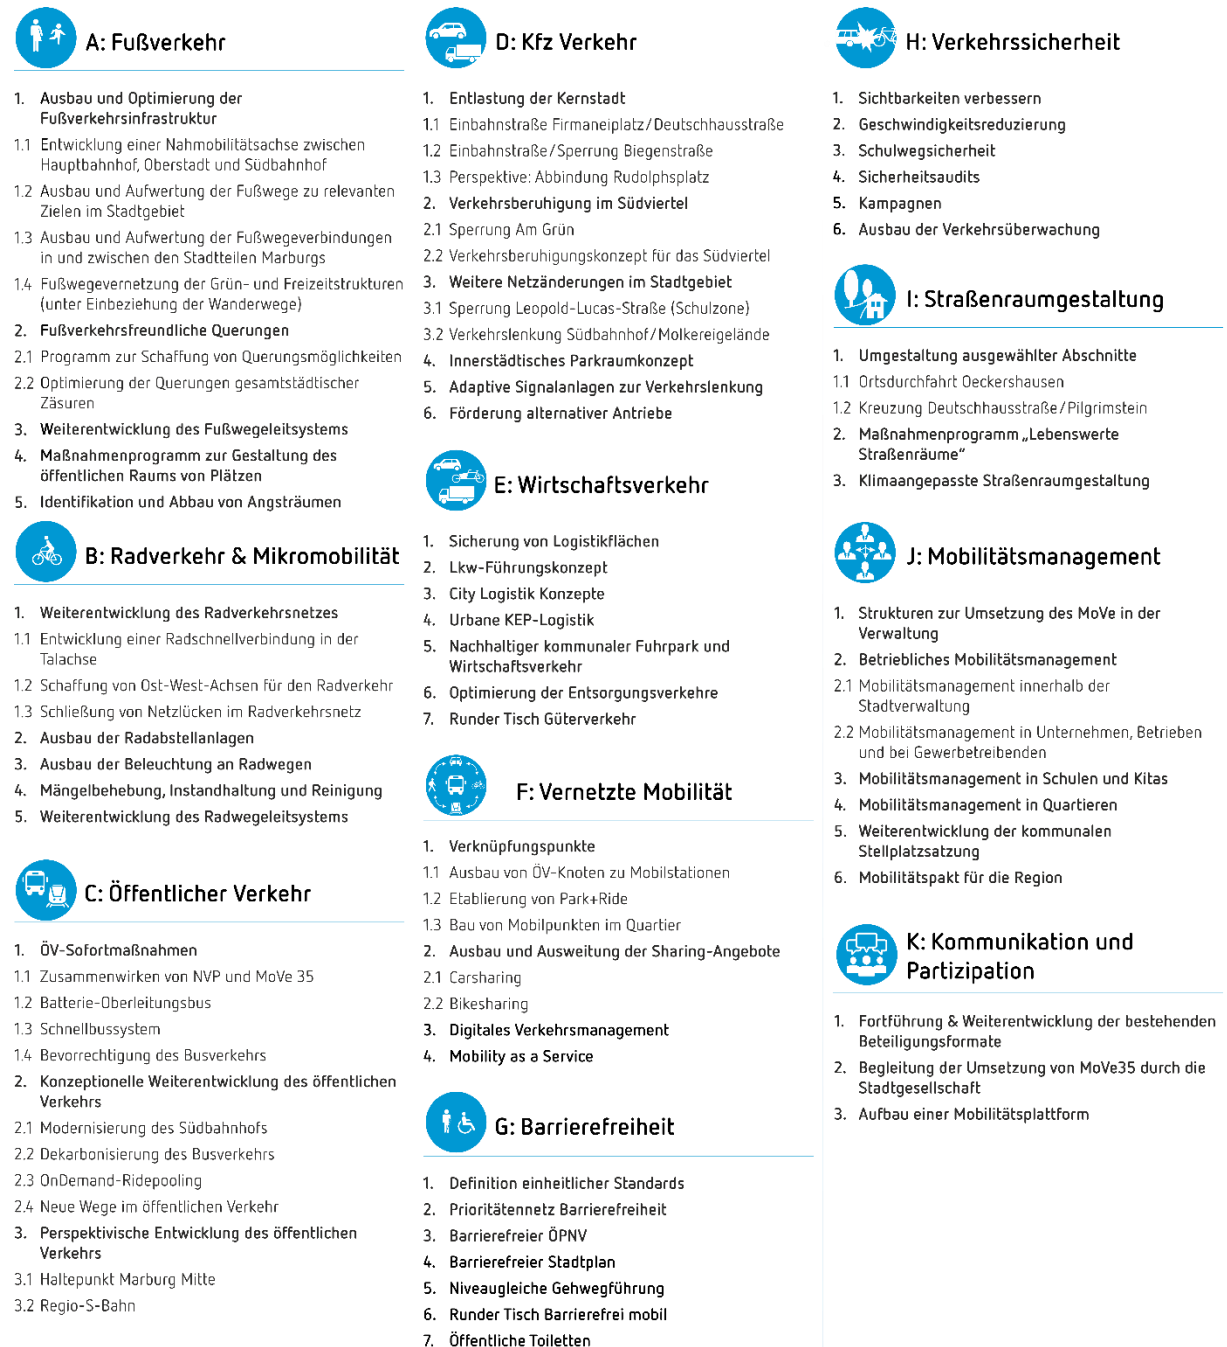 A: Fußverkehr
1. Ausbau und Optimierung der
Fußverkehrsinfrastruktur
1.1 Entwicklung einer Nahmobilitätsachse zwischen
Hauptbahnhof, Oberstadt und Südbahnhof
1.2 Ausbau und Aufwertung der Fußwege zu relevanten
Zielen im Stadtgebiet
1.3 Ausbau und Aufwertung der Fußwegeverbindungen
in und zwischen den Stadtteilen Marburgs
1.4 Fußwegevernetzung der Grün- und Freizeitstrukturen
(unter Einbeziehung der Wanderwege)
2. Fußverkehrsfreundliche Querungen
2.1 Programm zur Schaffung von Querungsmöglichkeiten
2.2 Optimierung der Querungen gesamtstädtischer
Zäsuren
3. Weiterentwicklung des Fußwegeleitsystems
4. Maßnahmenprogramm zur Gestaltung des
öffentlichen Raums von Plätzen
5. Identifikation und Abbau von Angsträumen
B: Radverkehr & Mikromobilität
1. Weiterentwicklung des Radverkehrsnetzes
1.1 Entwicklung einer Radschnellverbindung in der
Talachse
1.2 Schaffung von Ost-West-Achsen für den Radverkehr
1.3 Schließung von Netzlücken im Radverkehrsnetz
2. Ausbau der Radabstellanlagen
3. Ausbau der Beleuchtung an Radwegen
4. Mängelbehebung, Instandhaltung und Reinigung
5. Weiterentwicklung des Radwegeleitsystems
C: Öffentlicher Verkehr
1. ÖV-Sofortmaßnahmen
1.1 Zusammenwirken von NVP und MoVe 35
1.2 Batterie-Oberleitungsbus
1.3 Schnellbussystem
1.4 Bevorrechtigung des Busverkehrs
2. Konzeptionelle Weiterentwicklung des öffentlichen
Verkehrs
2.1 Modernisierung des Südbahnhofs
2.2 Dekarbonisierung des Busverkehrs
2.3 OnDemand-Ridepooling
2.4 Neue Wege im öffentlichen Verkehr
3. Perspektivische Entwicklung des öffentlichen
Verkehrs
3.1 Haltepunkt Marburg Mitte
3.2 Regio-S-Bahn
D: Kfz Verkehr
1. Entlastung der Kernstadt
1.1 Einbahnstraße Firmaneiplatz/Deutschhausstraße
1.2 Einbahnstraße/Sperrung Biegenstraße
1.3 Perspektive: Abbindung Rudolphsplatz
2. Verkehrsberuhigung im Südviertel
2.1 Sperrung Am Grün
2.2 Verkehrsberuhigungskonzept für das Südviertel
3. Weitere Netzänderungen im Stadtgebiet
3.1 Sperrung Leopold-Lucas-Straße (Schulzone)
3.2 Verkehrslenkung Südbahnhof/Molkereigelände
4. Innerstädtisches Parkraumkonzept
5. Adaptive Signalanlagen zur Verkehrslenkung
6. Förderung alternativer Antriebe
E: Wirtschaftsverkehr
1. Sicherung von Logistikflächen
2. Lkw-Führungskonzept
3. City Logistik Konzepte
4. Urbane KEP-Logistik
5. Nachhaltiger kommunaler Fuhrpark und
Wirtschaftsverkehr
6. Optimierung der Entsorgungsverkehre
7. Runder Tisch Güterverkehr
F: Vernetzte Mobilität
1. Verknüpfungspunkte
1.1 Ausbau von ÖV-Knoten zu Mobilstationen
1.2 Etablierung von Park+Ride
1.3 Bau von Mobilpunkten im Quartier
2. Ausbau und Ausweitung der Sharing-Angebote
2.1 Carsharing
2.2 Bikesharing
3. Digitales Verkehrsmanagement
4. Mobility as a Service
G: Barrierefreiheit
1. Definition einheitlicher Standards
2. Prioritätennetz Barrierefreiheit
3. Barrierefreier ÖPNV
4. Barrierefreier Stadtplan
5. Niveaugleiche Gehwegführung
6. Runder Tisch Barrierefrei mobil
7. Öffentliche Toiletten
H: Verkehrssicherheit
1. Sichtbarkeiten verbessern
2. Geschwindigkeitsreduzierung
3. Schulwegsicherheit
4. Sicherheitsaudits
5. Kampagnen
6. Ausbau der Verkehrsüberwachung
I: Straßenraumgestaltung
1. Umgestaltung ausgewählter Abschnitte
1.1 Ortsdurchfahrt Oeckershausen
1.2 Kreuzung Deutschhausstraße/Pilgrimstein
2. Maßnahmenprogramm „Lebenswerte
Straßenräume“
3. Klimaangepasste Straßenraumgestaltung
J: Mobilitätsmanagement
1. Strukturen zur Umsetzung des MoVe in der
Verwaltung
2. Betriebliches Mobilitätsmanagement
2.1 Mobilitätsmanagement innerhalb der
Stadtverwaltung
2.2 Mobilitätsmanagement in Unternehmen, Betrieben
und bei Gewerbetreibenden
3. Mobilitätsmanagement in Schulen und Kitas
4. Mobilitätsmanagement in Quartieren
5. Weiterentwicklung der kommunalen
Stellplatzsatzung
6. Mobilitätspakt für die Region
K: Kommunikation und
Partizipation
1. Fortführung & Weiterentwicklung der bestehenden
Beteiligungsformate
2. Begleitung der Umsetzung von MoVe35 durch die
Stadtgesellschaft
3. Aufbau einer Mobilitätsplattform